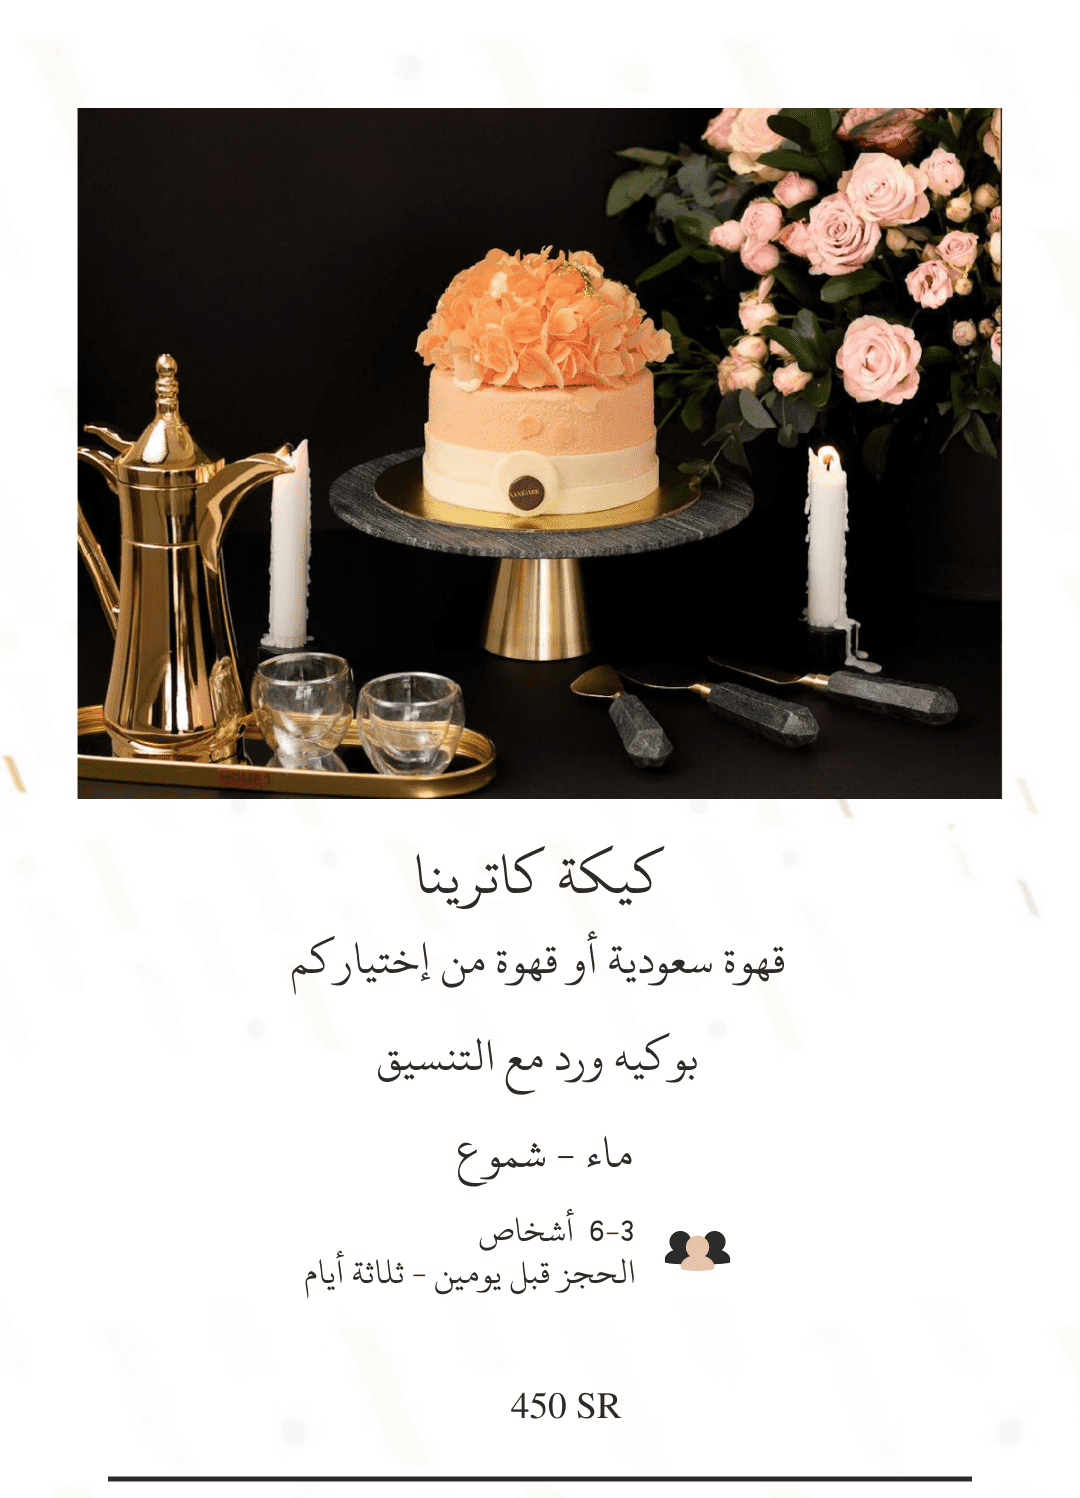 كيكة كاترينا
قهوة سعودية أو قهوة من إختياركم
بوكيه ورد مع التنسيق
ماء - شموع
3-6 أشخاص
الحجز قبل يومين - ثلاثة أيام
450 SR